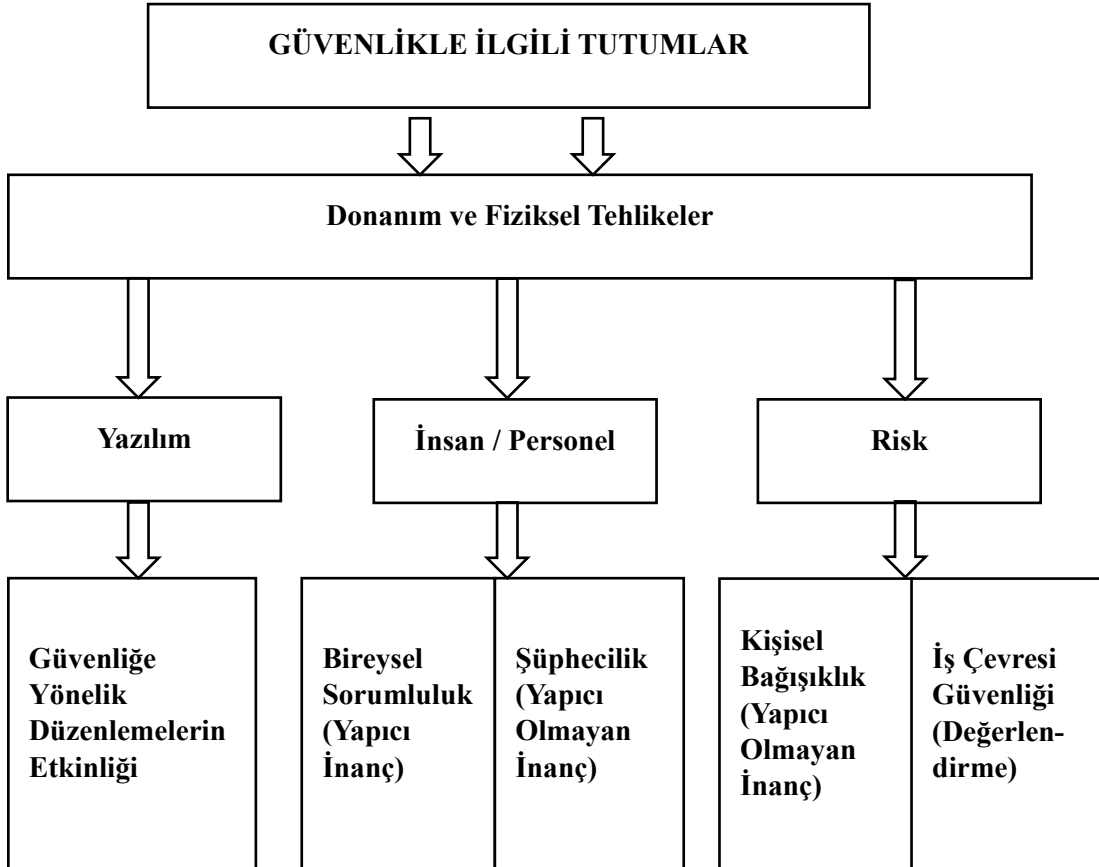 GÜVENLİKLE İLGİLİ TUTUMLAR
Donanım ve Fiziksel Tehlikeler
Yazılım
İnsan / Personel
Risk
Güvenliğe
Yönelik
Düzenlemelerin
Etkinliği
Bireysel
Sorumluluk
(Yapıcı
İnanç)
Şüphecilik
(Yapıcı
Olmayan
İnanç)
Kişisel
Bağışıklık
(Yapıcı
Olmayan
İnanç)
İş Çevresi
Güvenliği
(Değerlen-
dirme)